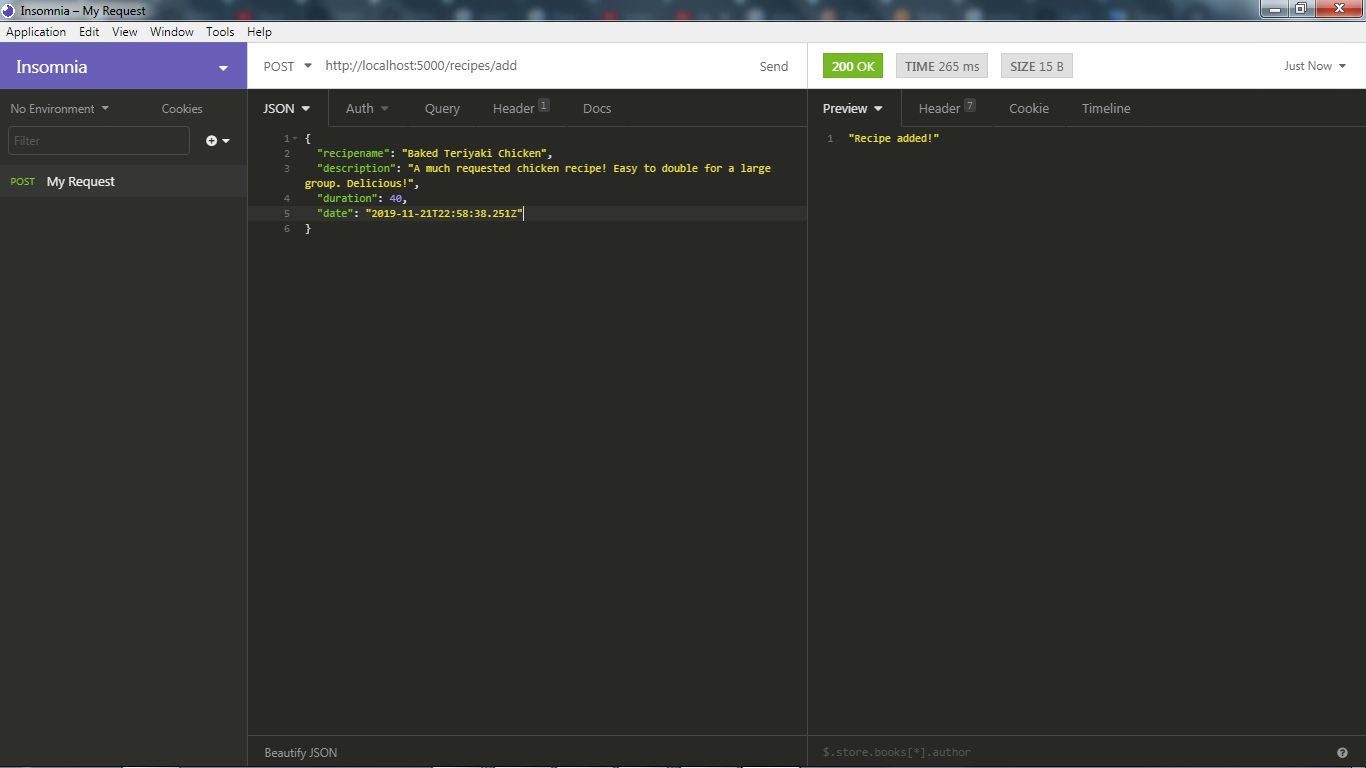 Insomnia – My Request
Application Edit View Window Tools Help
Insomnia
POST http://localhost:5000/recipes/add Send
200 OK TIME 265 ms SIZE 15 B Just Now
No Environment Cookies
JSON Auth Query Header 1 Docs
Preview Header 7 Cookie Timeline
Filter
POST My Request
1 {
2 "recipename": "Baked Teriyaki Chicken",
3 "description": "A much requested chicken recipe! Easy to double for a large
group. Delicious!",
4 "duration": 40,
5 "date": "2019-11-21T22:58:38.251Z"
6 }
1 "Recipe added!"
Beautify JSON
$.store.books[*].author